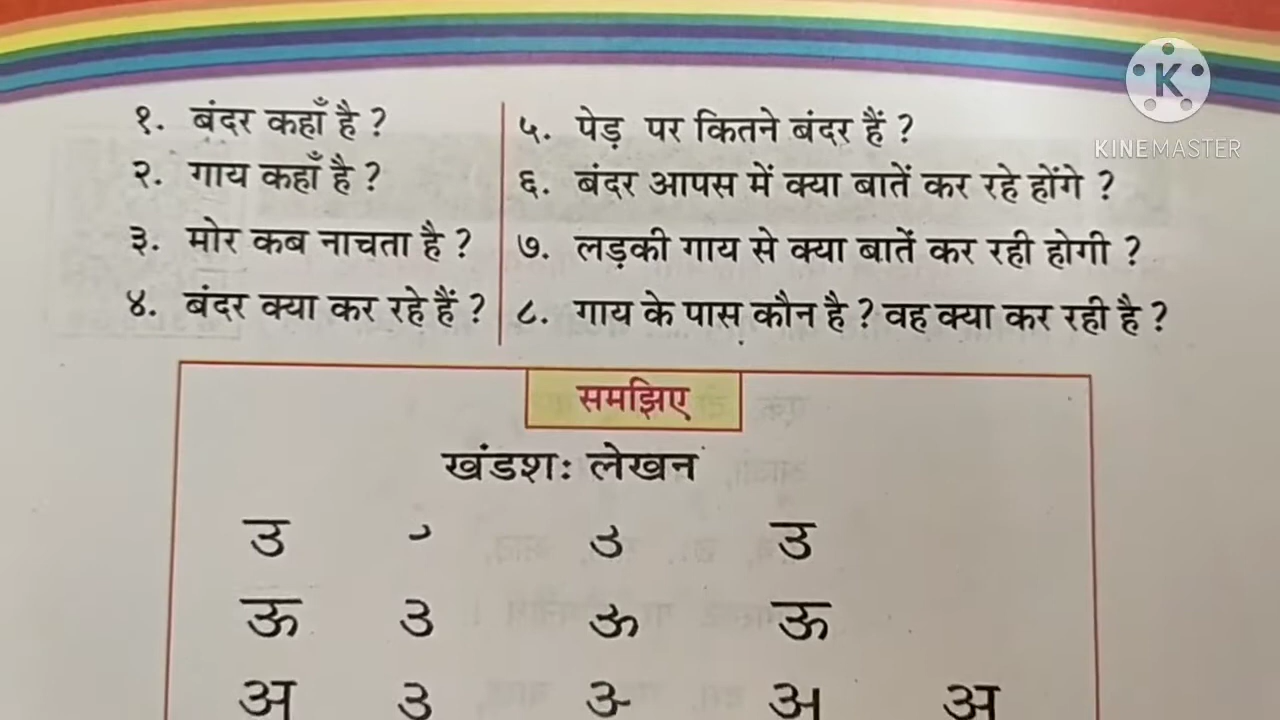 K
KINEMASTER
१. बंदर कहाँ है ?
२. गाय कहाँ है ?
३. मोर कब नाचता है ?
४. बंदर क्या कर रहे हैं ?
५. पेड़ पर कितने बंदर हैं ?
६. बंदर आपस में क्या बातें कर रहे होंगे ?
७. लड़की गाय से क्या बातें कर रही होगी ?
८. गाय के पास कौन है ? वह क्या कर रही है ?
समझिए
खंडशः लेखन
उ उ
ऊ उ ऊ
अ उ अ अ